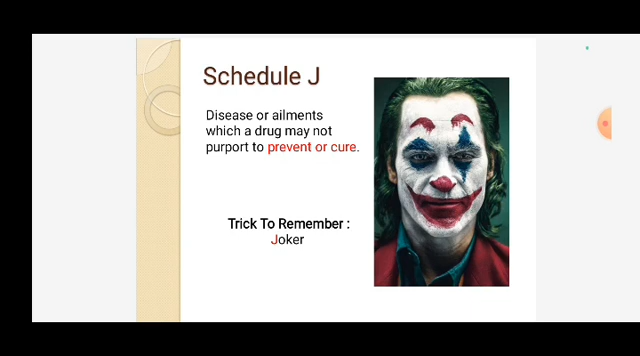 Schedule J
Disease or ailments
which a drug may not
purport to prevent or cure.
Trick To Remember :
Joker